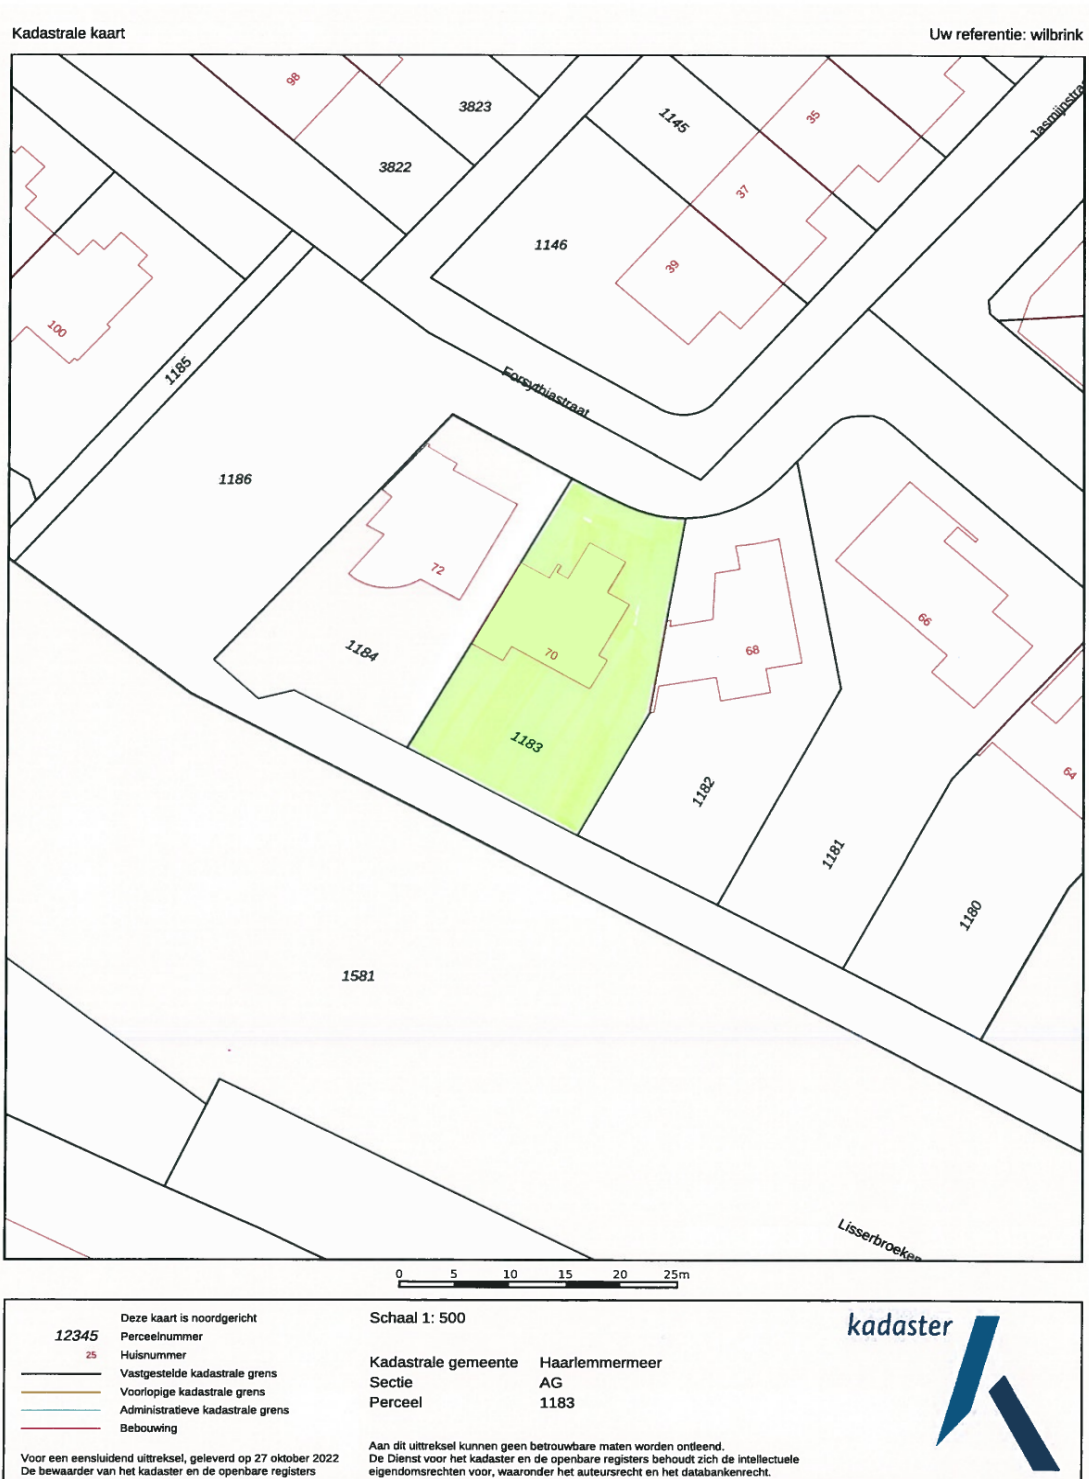 Kadastrale kaart
Uw referentie: wilbrink
98
3823
3822
1145
35
37
39
1146
100
1185
Forsythiastraat
1186
72
1184
70
1183
68
1182
66
64
1181
1180
1581
0 5 10 15 20 25m
Deze kaart is noordgericht
12345 Perceelnummer
25 Huisnummer
Vastgestelde kadastrale grens
Voorlopige kadastrale grens
Administratieve kadastrale grens
Bebouwing
Voor een eensluidend uittreksel, geleverd op 27 oktober 2022
De bewaarder van het kadaster en de openbare registers
Schaal 1: 500
Kadastrale gemeente Haarlemmermeer
Sectie AG
Perceel 1183
Aan dit uittreksel kunnen geen betrouwbare maten worden ontleend.
De Dienst voor het kadaster en de openbare registers behoudt zich de intellectuele
eigendomsrechten voor, waaronder het auteursrecht en het databankenrecht.
kadaster